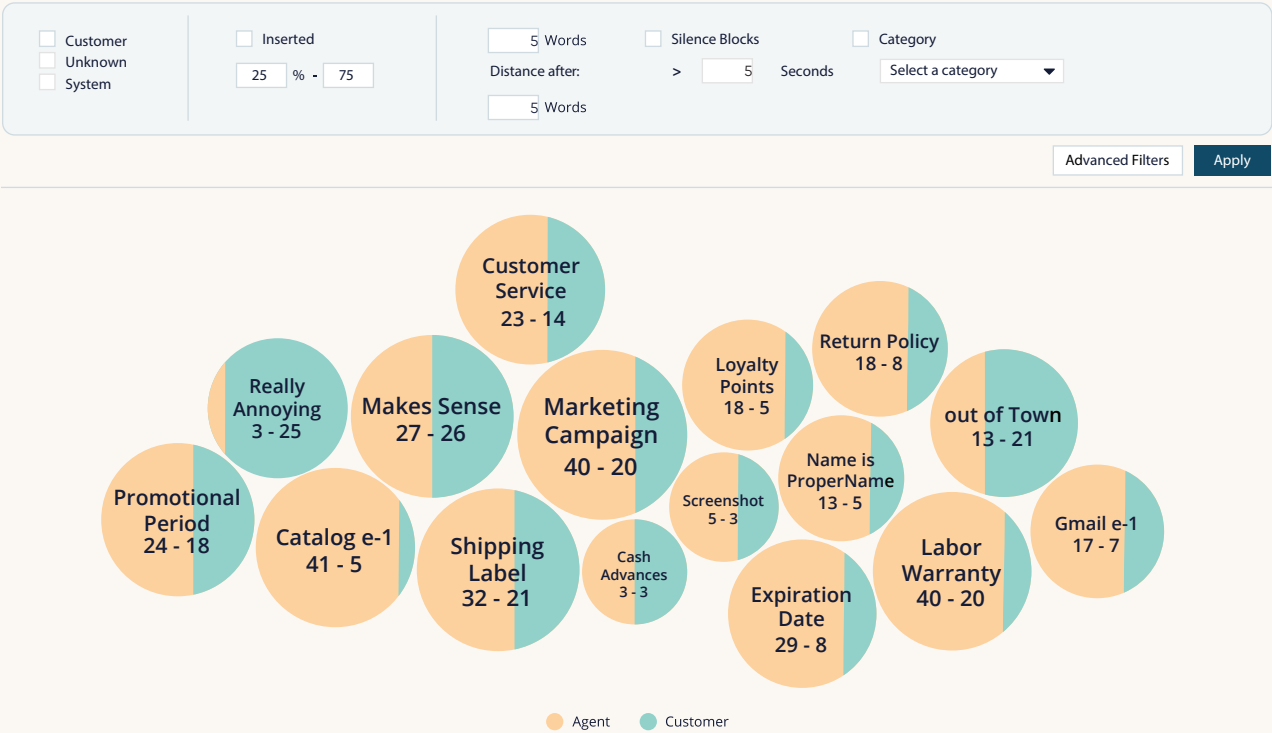 Customer
Unknown
System
Inserted
25 % - 75
5 Words
Distance after:
5 Words
Silence Blocks
> 5 Seconds
Category
Select a category
Advanced Filters
Apply
Customer
Service
23 - 14
Return Policy
18 - 8
Loyalty
Points
18 - 5
Really
Annoying
3 - 25
Makes Sense
27 - 26
Marketing
Campaign
40 - 20
out of Town
13 - 21
Name is
ProperName
13 - 5
Promotional
Period
24 - 18
Screenshot
5 - 3
Catalog e-1
41 - 5
Shipping
Label
32 - 21
Cash
Advances
3 - 3
Gmail e-1
17 - 7
Labor
Warranty
40 - 20
Expiration
Date
29 - 8
Agent
Customer